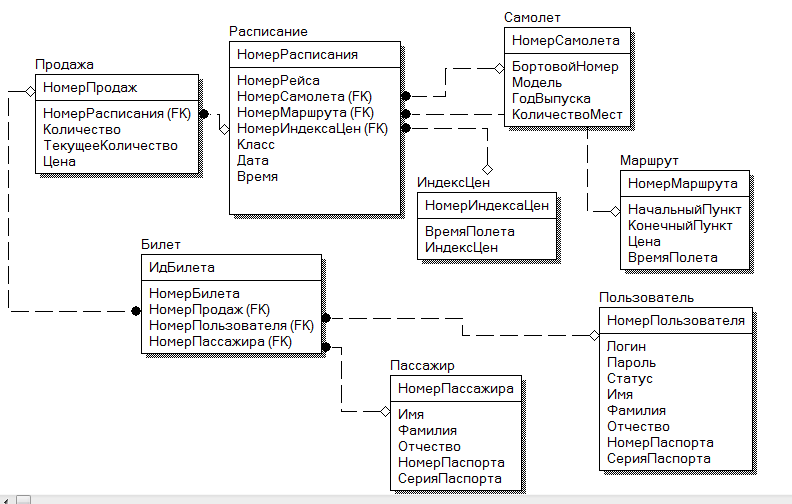 Продажа
НомерПродаж
НомерРасписания (FK)
Количество
ТекущееКоличество
Цена
Расписание
НомерРасписания
НомерРейса
НомерСамолета (FK)
НомерМаршрута (FK)
НомерИндексаЦен (FK)
Класс
Дата
Время
Самолет
НомерСамолета
БортовойНомер
Модель
ГодВыпуска
КоличествоМест
ИндексЦен
НомерИндексаЦен
ВремяПолета
ИндексЦен
Маршрут
НомерМаршрута
НачальныйПункт
КонечныйПункт
Цена
ВремяПолета
Билет
ИдБилета
НомерБилета
НомерПродаж (FK)
НомерПользователя (FK)
НомерПассажира (FK)
Пассажир
НомерПассажира
Имя
Фамилия
Отчество
НомерПаспорта
СерияПаспорта
Пользователь
НомерПользователя
Логин
Пароль
Статус
Имя
Фамилия
Отчество
НомерПаспорта
СерияПаспорта